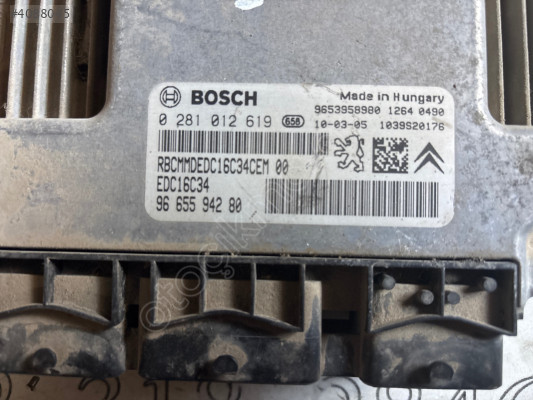 BOSCH
Made in Hungary
9653958980 1264 0490
0 281 012 619 658
10-03-05 1039S20176
RBCMMDEDC16C34CEM 00
EDC16C34
96 655 942 80